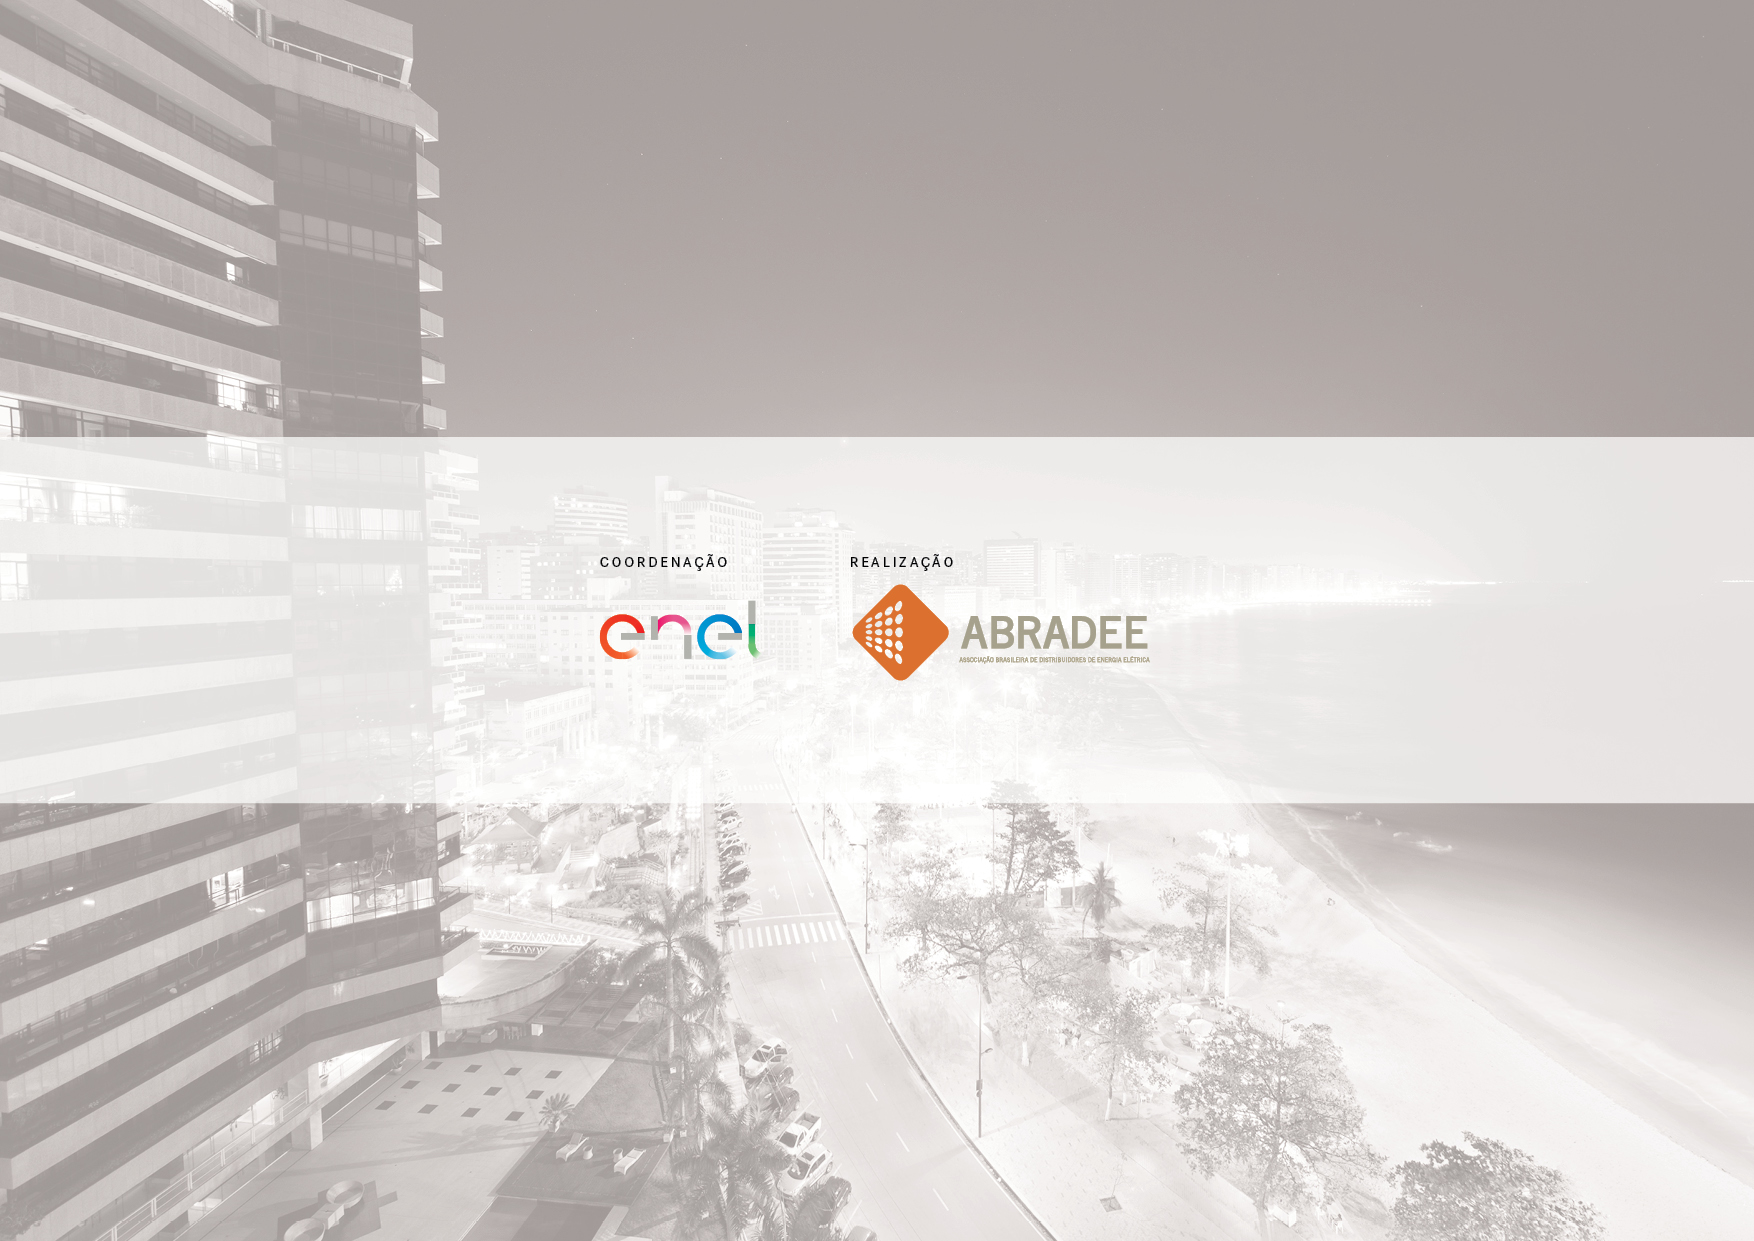 COORDENAÇÃO
enel
REALIZAÇÃO
ABRADEE
ASSOCIAÇÃO BRASILEIRA DE DISTRIBUIDORES DE ENERGIA ELÉTRICA